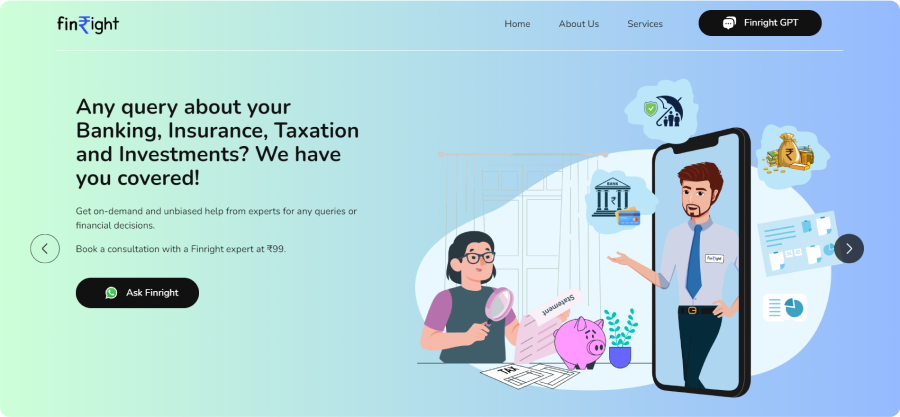 fin₹ight
Home
About Us
Services
Finright GPT
Any query about your
Banking, Insurance, Taxation
and Investments? We have
you covered!
Get on-demand and unbiased help from experts for any queries or
financial decisions.
Book a consultation with a Finright expert at ₹99.
Ask Finright
BANK
₹
₹
FinRight
Statement
TAX